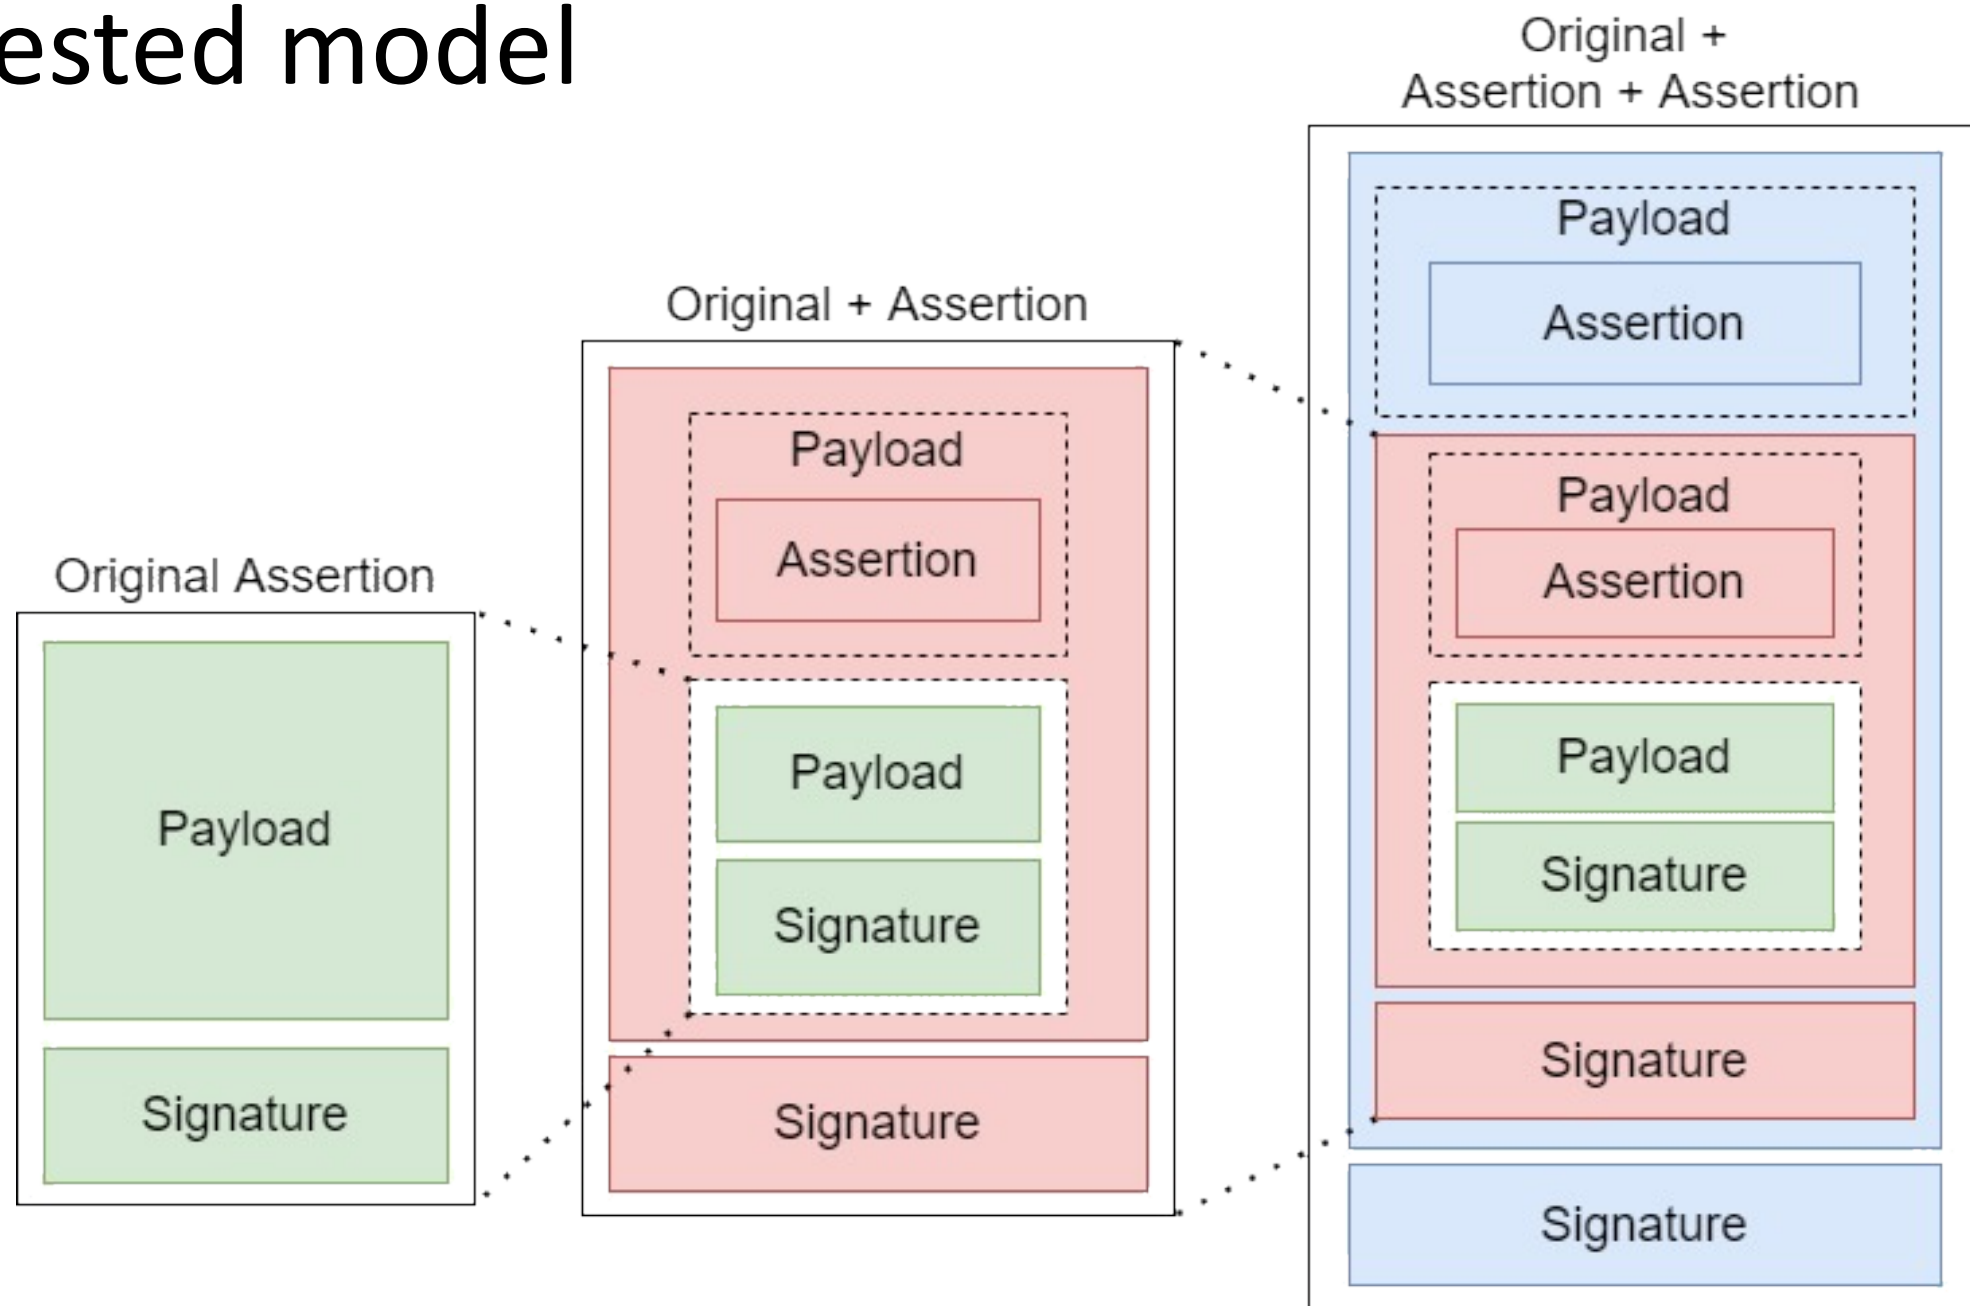 ested model
Original Assertion
Payload
Signature
Original + Assertion
Payload
Assertion
Payload
Signature
Signature
Original +
Assertion + Assertion
Payload
Assertion
Payload
Assertion
Payload
Signature
Signature
Signature